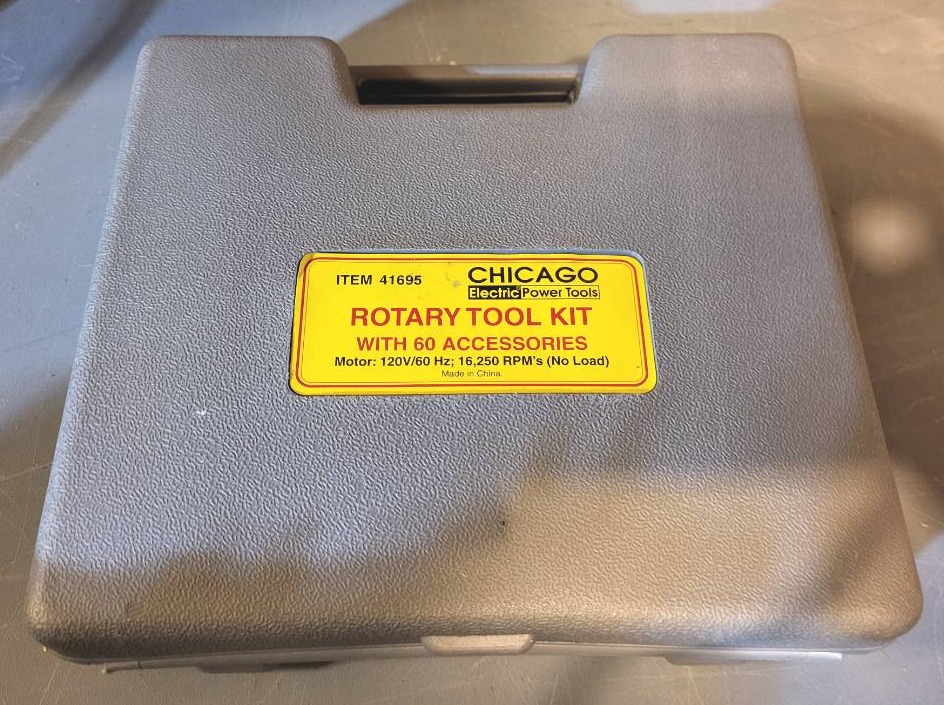 ITEM 41695
CHICAGO
Electric Power Tools
ROTARY TOOL KIT
WITH 60 ACCESSORIES
Motor: 120V/60 Hz; 16,250 RPM's (No Load)
Made in China.